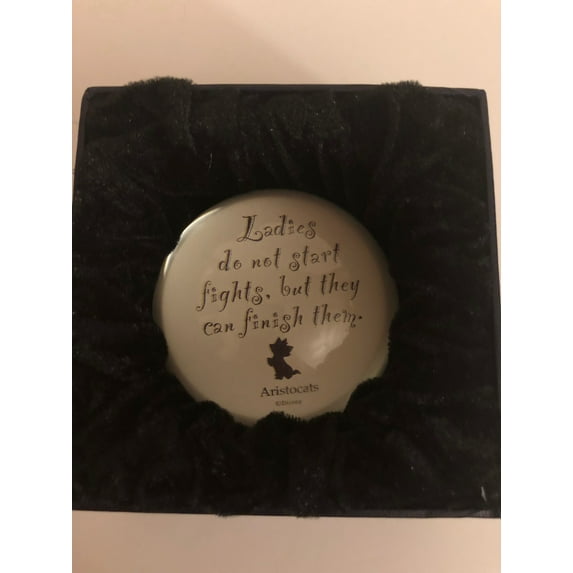 Ladies
do not start
fights, but they
can finish them.
Aristocats
©Disney